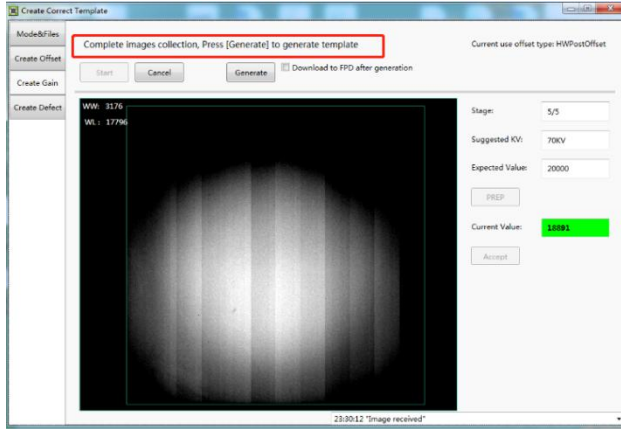 Create Correct Template
Mode&Files
Create Offset
Create Gain
Create Defect
Complete images collection, Press [Generate] to generate template
Current use offset type: HWPostOffset
Start
Cancel
Generate
Download to FPD after generation
WW: 3176
WL : 17796
Stage:
5/5
Suggested KV:
70KV
Expected Value:
20000
PREP
Current Value:
18891
Accept
23:30:12 "Image received"